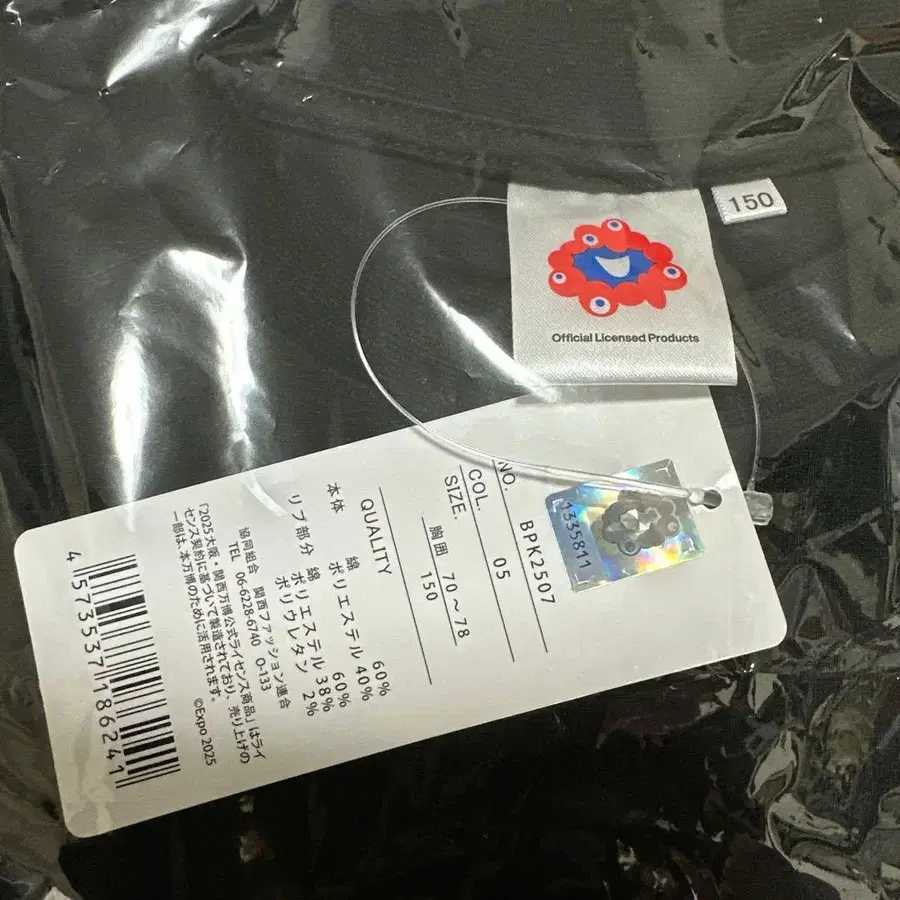 150
Official Licensed Products
1335811
NO. BPK2507
COL. 05
SIZE. 胸囲 70～78
150
QUALITY
本体 綿 60%
ポリエステル 40%
リブ部分 綿 60%
ポリエステル 38%
ポリウレタン 2%
協同組合 関西ファッション連合
TEL 06-6228-6740 O-133
「2025大阪・関西万博公式ライセンス商品」はライ
センス契約に基づいて製造されており、売り上げの
一部は、本万博のために活用されます。
©Expo 2025
4573537186241